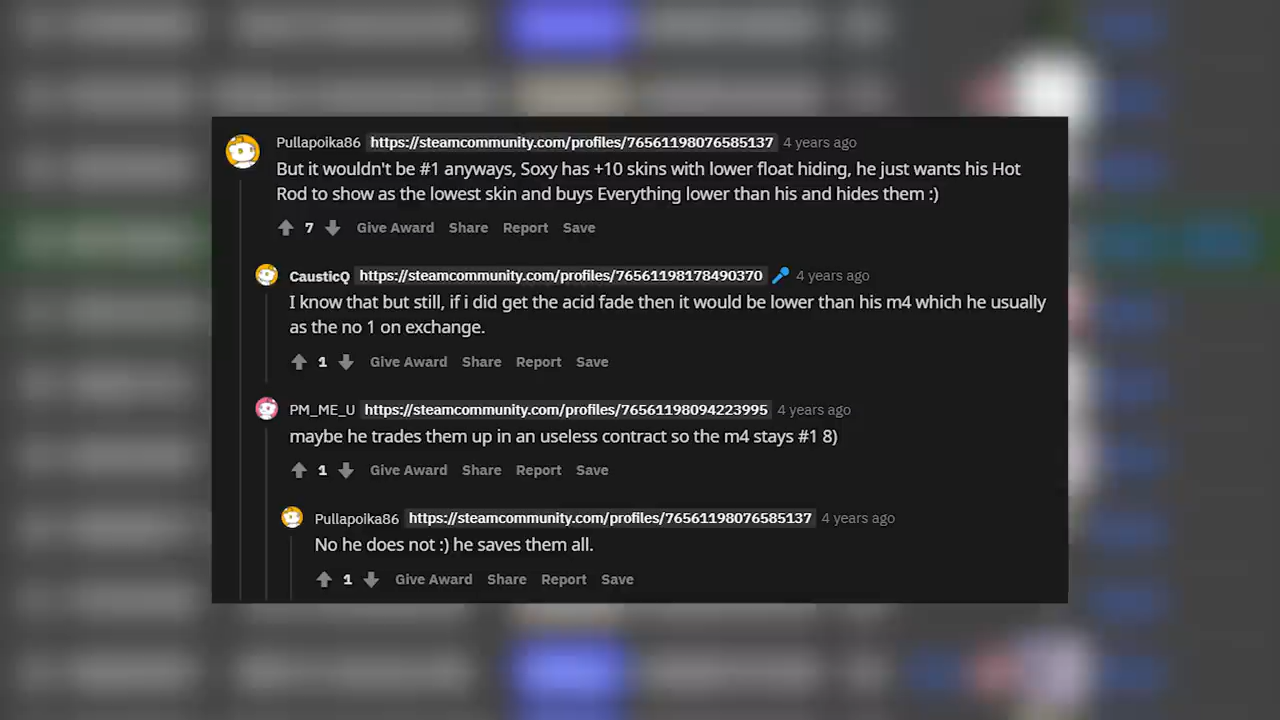 Pullapoika86 https://steamcommunity.com/profiles/76561198076585137 4 years ago
But it wouldn't be #1 anyways, Soxy has +10 skins with lower float hiding, he just wants his Hot
Rod to show as the lowest skin and buys Everything lower than his and hides them :)
7 Give Award Share Report Save
CausticQ https://steamcommunity.com/profiles/76561198178490370 4 years ago
I know that but still, if i did get the acid fade then it would be lower than his m4 which he usually
as the no 1 on exchange.
1 Give Award Share Report Save
PM_ME_U https://steamcommunity.com/profiles/76561198094223995 4 years ago
maybe he trades them up in an useless contract so the m4 stays #1 8)
1 Give Award Share Report Save
Pullapoika86 https://steamcommunity.com/profiles/76561198076585137 4 years ago
No he does not :) he saves them all.
1 Give Award Share Report Save